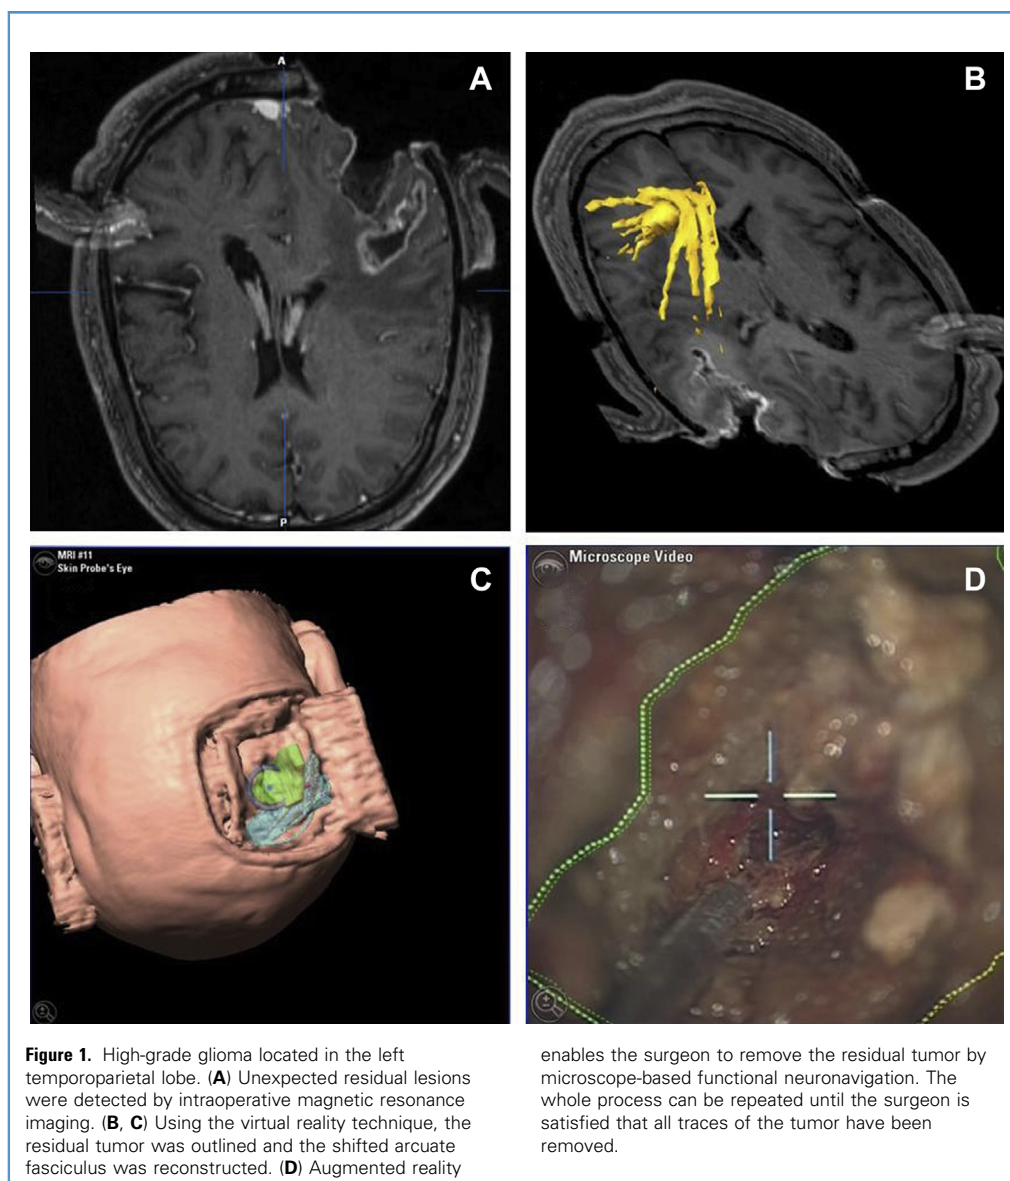 A
A
P
B
MRI #11
Skin Probe's Eye
C
Microscope Video
D
Figure 1. High-grade glioma located in the left
temporoparietal lobe. (A) Unexpected residual lesions
were detected by intraoperative magnetic resonance
imaging. (B, C) Using the virtual reality technique, the
residual tumor was outlined and the shifted arcuate
fasciculus was reconstructed. (D) Augmented reality
enables the surgeon to remove the residual tumor by
microscope-based functional neuronavigation. The
whole process can be repeated until the surgeon is
satisfied that all traces of the tumor have been
removed.